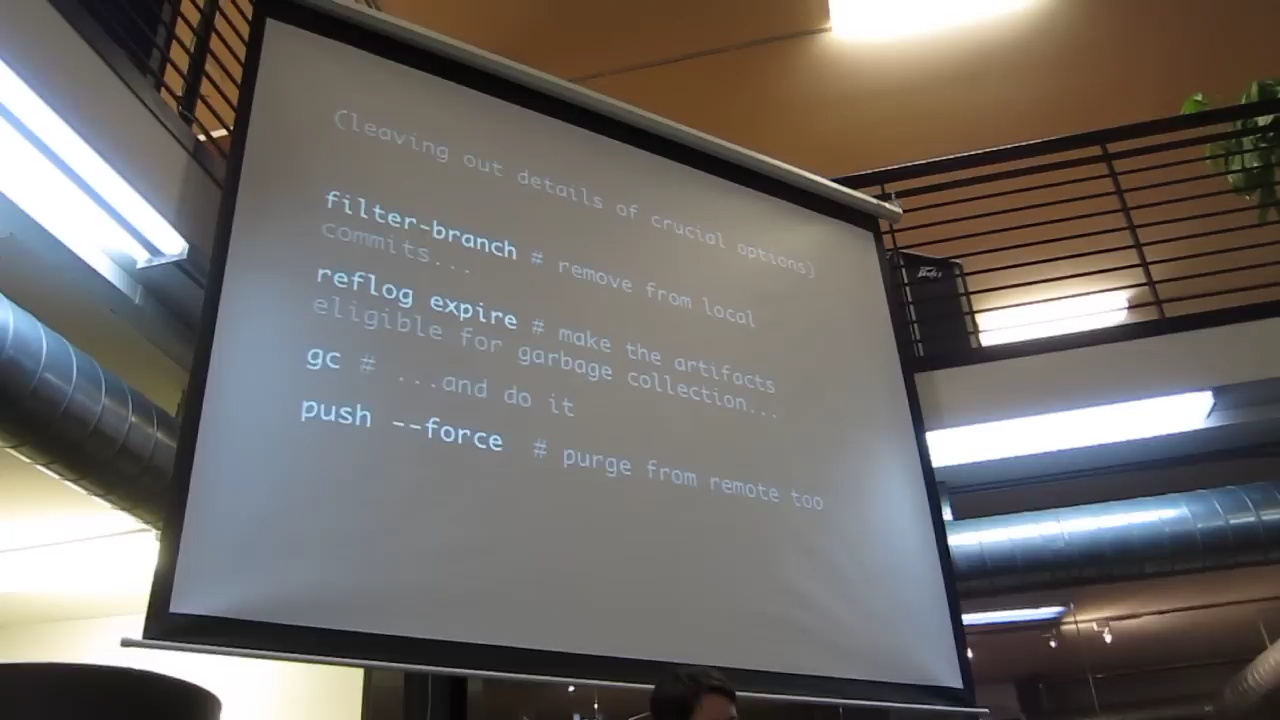 (leaving out details of crucial options)
filter-branch # remove from local
commits...
reflog expire # make the artifacts
eligible for garbage collection...
gc # ...and do it
push --force # purge from remote too
Peavey